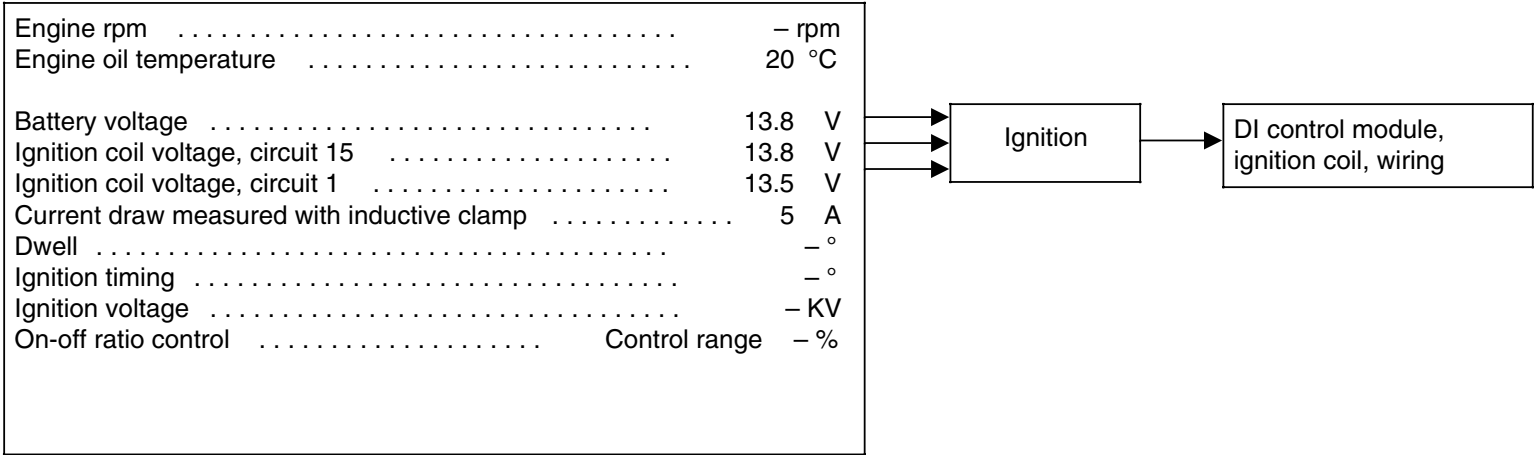 Engine rpm . . . . . . . . . . . . . . . . . . . . . . . . . . . . . . . . . . . – rpm
Engine oil temperature . . . . . . . . . . . . . . . . . . . . . . . . . . . 20 °C
Battery voltage . . . . . . . . . . . . . . . . . . . . . . . . . . . . . . . 13.8 V
Ignition coil voltage, circuit 15 . . . . . . . . . . . . . . . . . . . . 13.8 V
Ignition coil voltage, circuit 1 . . . . . . . . . . . . . . . . . . . . . 13.5 V
Current draw measured with inductive clamp . . . . . . . . . . . . . 5 A
Dwell . . . . . . . . . . . . . . . . . . . . . . . . . . . . . . . . . . . . . . . . – °
Ignition timing . . . . . . . . . . . . . . . . . . . . . . . . . . . . . . . . . . – °
Ignition voltage . . . . . . . . . . . . . . . . . . . . . . . . . . . . . . . . . – KV
On-off ratio control . . . . . . . . . . . . . . . . . . . . Control range – %
Ignition
DI control module,
ignition coil, wiring